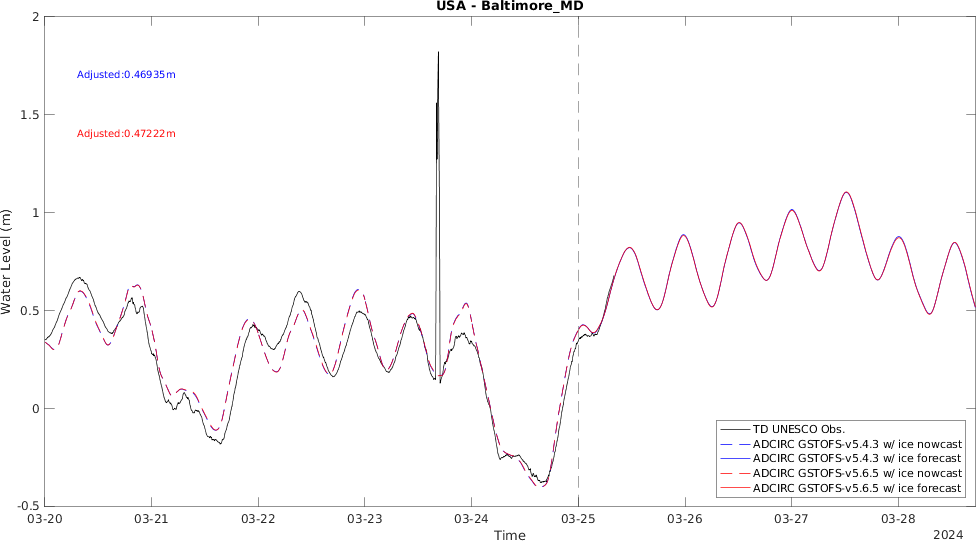 USA - Baltimore_MD
2
Adjusted:0.46935m
1.5
Adjusted:0.47222m
1
Water Level (m)
0.5
0
-0.5
TD UNESCO Obs.
ADCIRC GSTOFS-v5.4.3 w/ ice nowcast
ADCIRC GSTOFS-v5.4.3 w/ ice forecast
ADCIRC GSTOFS-v5.6.5 w/ ice nowcast
ADCIRC GSTOFS-v5.6.5 w/ ice forecast
03-20 03-21 03-22 03-23 03-24 03-25 03-26 03-27 03-28
Time
2024